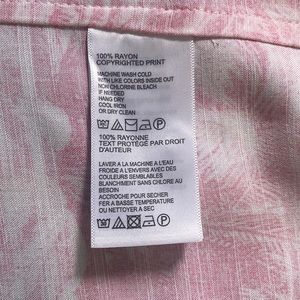 100% RAYON
COPYRIGHTED PRINT
MACHINE WASH COLD
WITH LIKE COLORS INSIDE OUT
NON CHLORINE BLEACH
IF NEEDED
HANG DRY
COOL IRON
OR DRY CLEAN
100% RAYONNE
TEXT PROTÉGÉ PAR DROIT
D'AUTEUR
LAVER A LA MACHINE A L'EAU
FROIDE A L'ENVERS AVEC DES
COULEURS SEMBLABLES
BLANCHIMENT SANS CHLORE AU
BESOIN
ACCROCHE POUR SÉCHER
FER A BASSE TEMPERATURE
OU NETTOYER A SEC